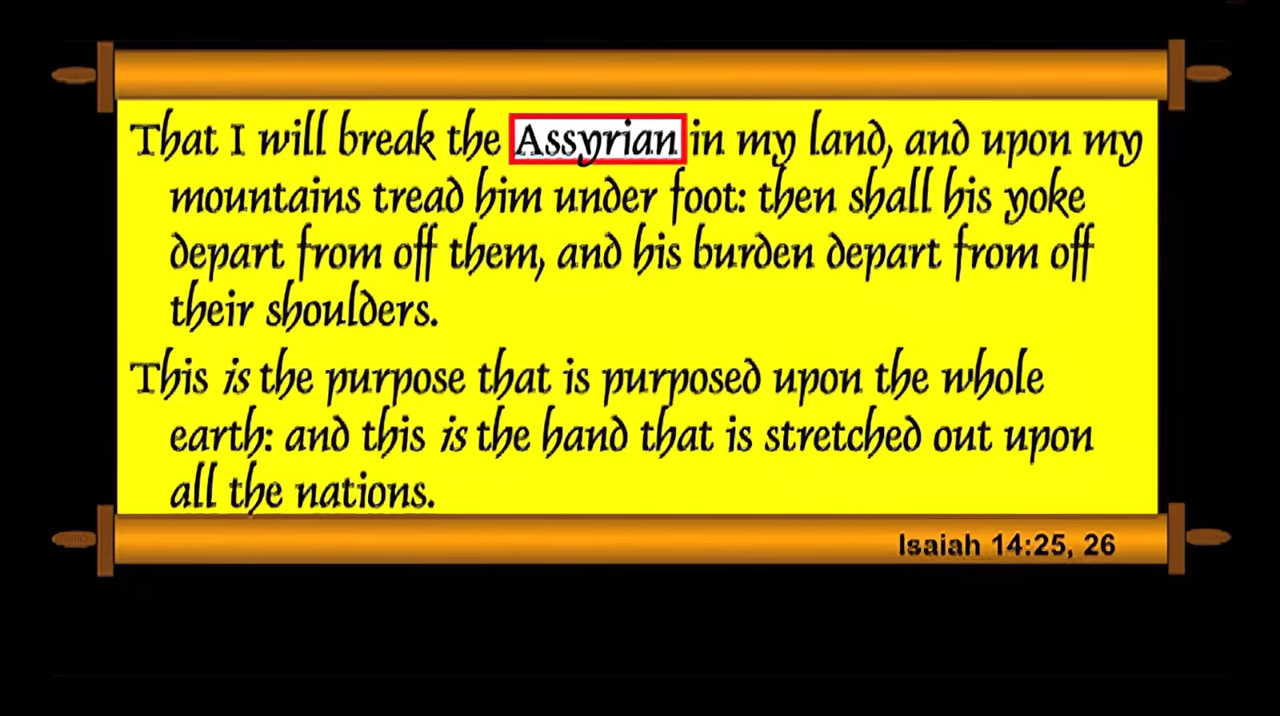 That I will break the Assyrian in my land, and upon my
mountains tread him under foot: then shall his yoke
depart from off them, and his burden depart from off
their shoulders.
This is the purpose that is purposed upon the whole
earth: and this is the hand that is stretched out upon
all the nations.
Isaiah 14:25, 26